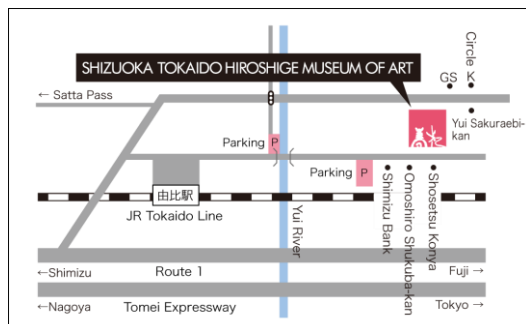 Circle K
GS
SHIZUOKA TOKAIDO HIROSHIGE MUSEUM OF ART
← Satta Pass
Yui Sakuraebi-
kan
Parking P
Parking P
由比駅
JR Tokaido Line
Yui River
Shimizu Bank
Omoshiro Shukuba-kan
Shosetsu Konya
←Shimizu
Route 1
Fuji →
←Nagoya
Tomei Expressway
Tokyo→